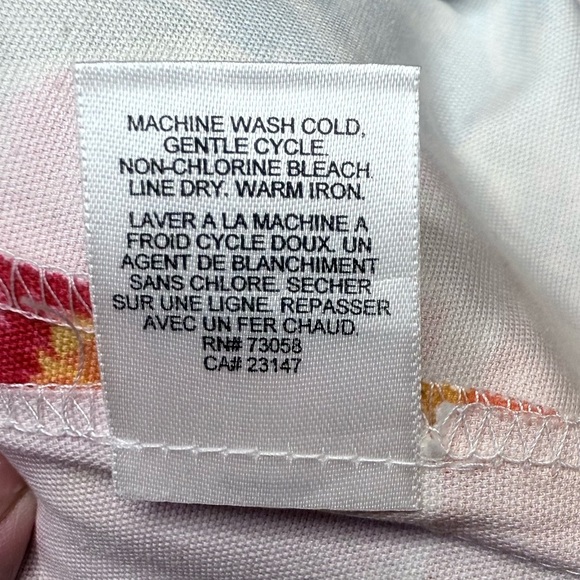 MACHINE WASH COLD,
GENTLE CYCLE.
NON-CHLORINE BLEACH.
LINE DRY. WARM IRON.
LAVER A LA MACHINE A
FROID CYCLE DOUX. UN
AGENT DE BLANCHIMENT
SANS CHLORE. SECHER
SUR UNE LIGNE. REPASSER
AVEC UN FER CHAUD.
RN# 73058
CA# 23147